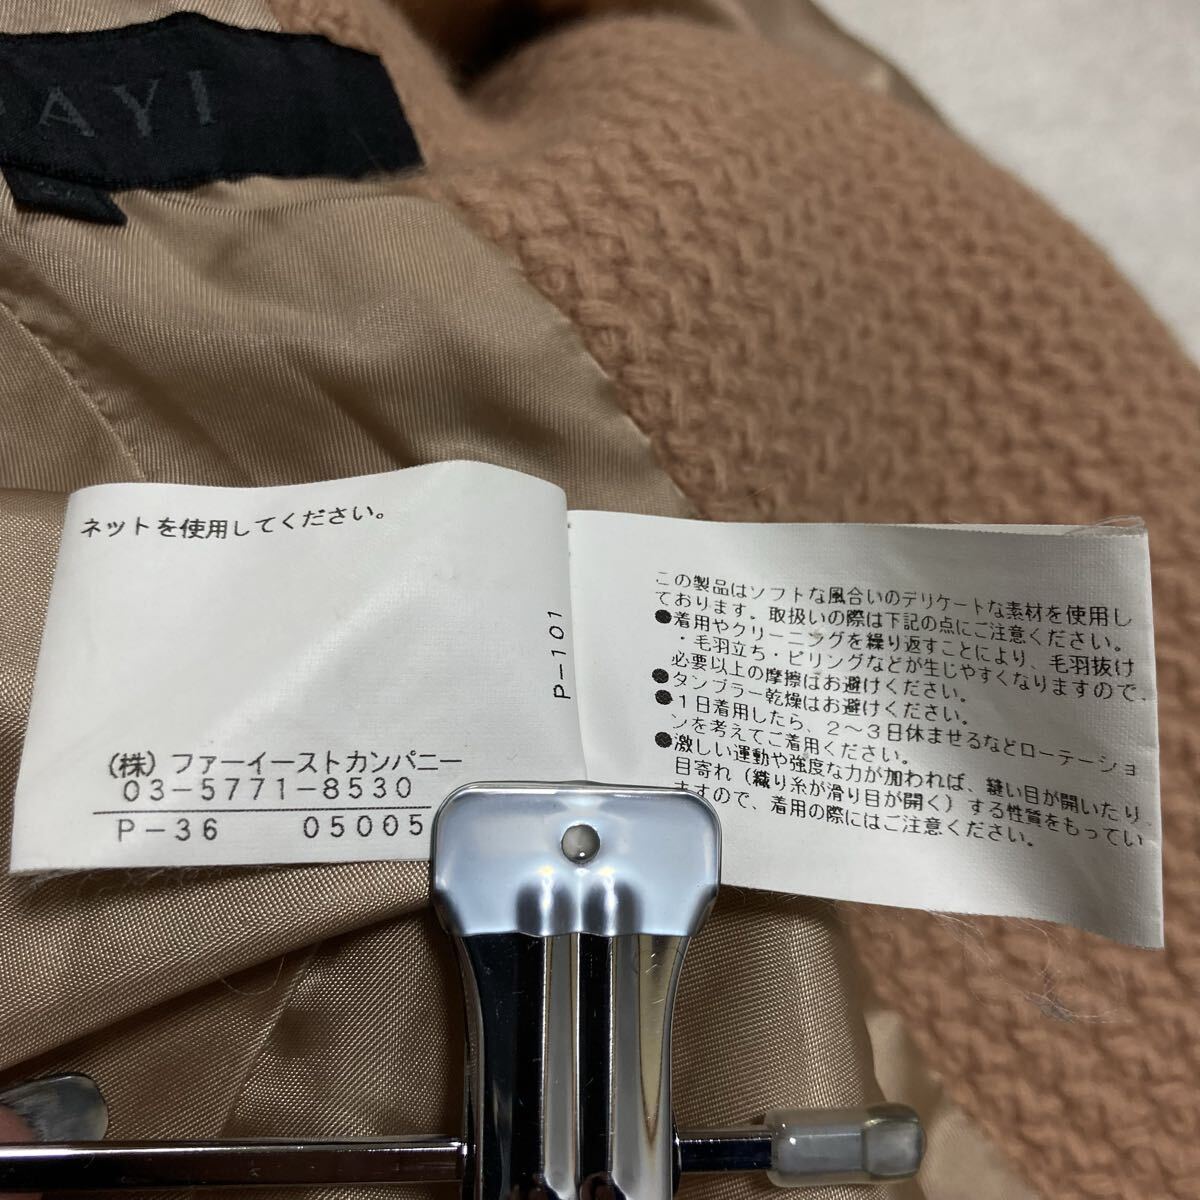 AYI
ネットを使用してください。
P-101
(株) ファーイーストカンパニー
03-5771-8530
P-36 05005
この製品はソフトな風合いのデリケートな素材を使用し
ております。取扱いの際は下記の点にご注意ください。
●着用やクリーニングを繰り返すことにより、毛羽抜け
・毛羽立ち・ピリングなどが生じやすくなりますので、
必要以上の摩擦はお避けください。
●タンブラー乾燥はお避けください。
●1日着用したら、2～3日休ませるなどローテーショ
ンを考えてご着用ください。
●激しい運動や強度な力が加われば、縫い目が開いたり
目寄れ（織り糸が滑り目が開く）する性質をもってい
ますので、着用の際にはご注意ください。